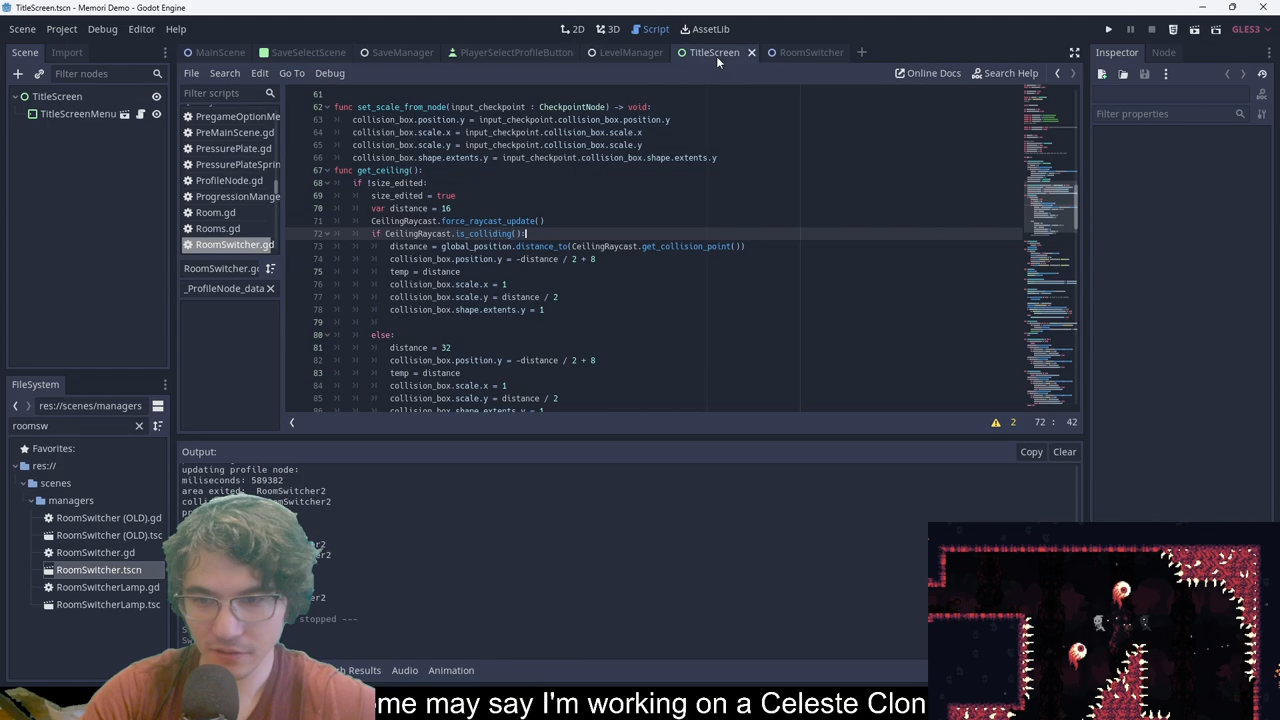 TitleScreen.tscn - Memori Demo - Godot Engine
Scene Project Debug Editor Help
2D 3D Script AssetLib
GLES3
Scene Import
Filter nodes
TitleScreen
TitleScreenMenu
MainScene SaveSelectScene SaveManager PlayerSelectProfileButton LevelManager TitleScreen RoomSwitcher
File Search Edit Go To Debug
Online Docs Search Help
Filter scripts
PregameOptionMe
PreMainScene.gd
PressurePlate.gd
PressurePlateSprin
ProfileNode.gd
ProgressionManage
Room.gd
Rooms.gd
RoomSwitcher.gd
RoomSwitcher.g
_ProfileNode_data
61
62 func set_scale_from_node(input_checkpoint : CheckpointNode) -> void:
63 collision_box.position.y = input_checkpoint.collision_box.position.y
64 collision_box.scale.x = input_checkpoint.collision_box.scale.x
65 collision_box.scale.y = input_checkpoint.collision_box.scale.y
66 collision_box.shape.extents.y = input_checkpoint.collision_box.shape.extents.y
67 func get_ceiling():
68 if !size_edited:
69 size_edited = true
70 var distance = 16
71 CeilingRaycast.force_raycast_update()
72 if CeilingRaycast.is_colliding():
73 distance = global_position.distance_to(CeilingRaycast.get_collision_point())
74 collision_box.position.y = -distance / 2 + 8
75 temp = distance
76 collision_box.scale.x = 1
77 collision_box.scale.y = distance / 2
78 collision_box.shape.extents.y = 1
79
80 else:
81 distance = 32
82 collision_box.position.y = -distance / 2 + 8
83 temp = distance
84 collision_box.scale.x = 1
85 collision_box.scale.y = distance / 2
86 collision_box.shape.extents.y = 1
2 72 : 42
Inspector Node
Filter properties
FileSystem
res://scenes/managers
roomsw
Favorites:
res://
scenes
managers
RoomSwitcher (OLD).gd
RoomSwitcher (OLD).tsc
RoomSwitcher.gd
RoomSwitcher.tscn
RoomSwitcherLamp.gd
RoomSwitcherLamp.tsc
Output:
Copy Clear
updating profile node:
miliseconds: 589382
area exited: RoomSwitcher2
stopped ---
Results Audio Animation
ome may say I'm working on a Celeste Clon